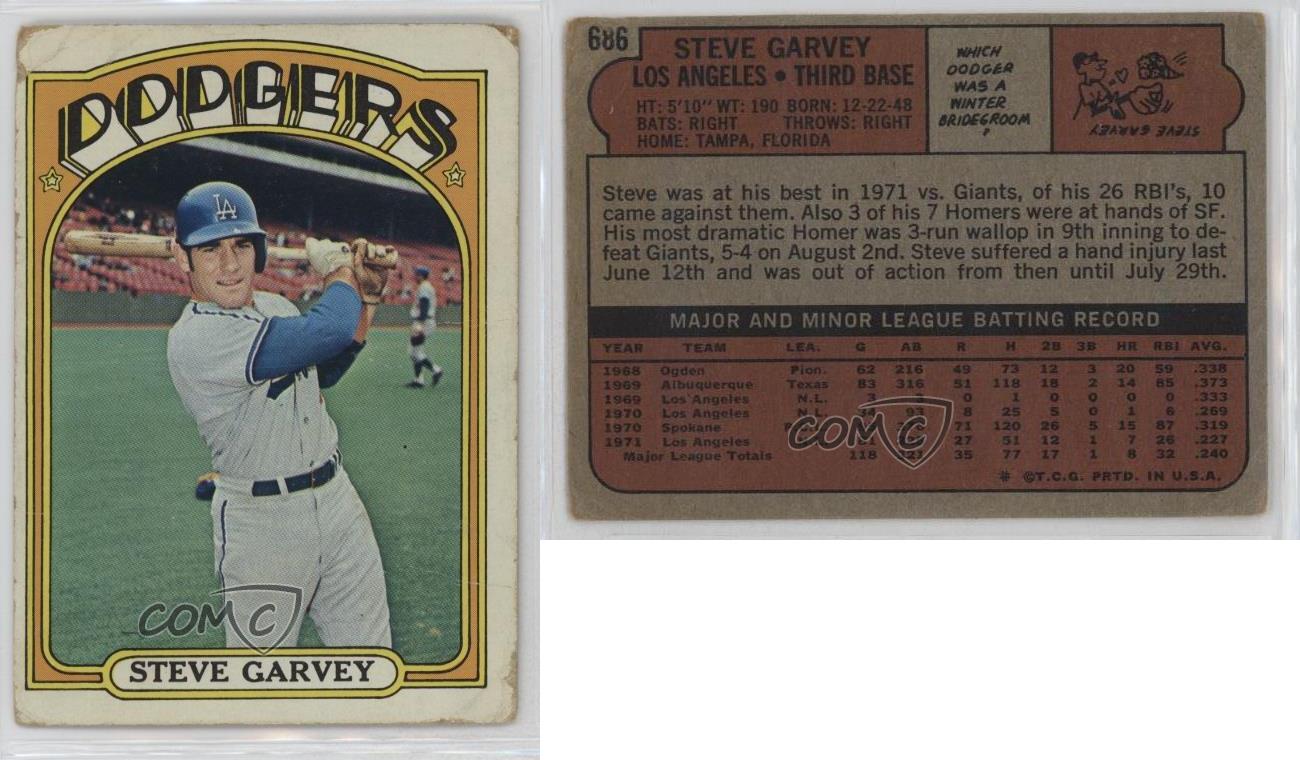 DODGERS
LA
COMC
STEVE GARVEY
686
STEVE GARVEY
LOS ANGELES • THIRD BASE
HT: 5'10" WT: 190 BORN: 12-22-48
BATS: RIGHT THROWS: RIGHT
HOME: TAMPA, FLORIDA
WHICH
DODGER
WAS A
WINTER
BRIDEGROOM
?
STEVE GARVEY
Steve was at his best in 1971 vs. Giants, of his 26 RBI's, 10
came against them. Also 3 of his 7 Homers were at hands of SF.
His most dramatic Homer was 3-run wallop in 9th inning to de-
feat Giants, 5-4 on August 2nd. Steve suffered a hand injury last
June 12th and was out of action from then until July 29th.
MAJOR AND MINOR LEAGUE BATTING RECORD
YEAR TEAM LEA. G AB R H 2B 3B HR RBI AVG.
1968 Ogden Pion. 62 216 49 73 12 3 20 59 .338
1969 Albuquerque Texas 83 316 51 118 18 2 14 85 .373
1969 Los Angeles N.L. 3 3 0 1 0 0 0 0 .333
1970 Los Angeles N.L. 34 93 8 25 5 0 1 6 .269
1970 Spokane 71 120 26 5 15 87 .319
1971 Los Angeles 27 51 12 1 7 26 .227
Major League Totals 118 321 35 77 17 1 8 32 .240
COMC
* ©T.C.G. PRTD. IN U.S.A.